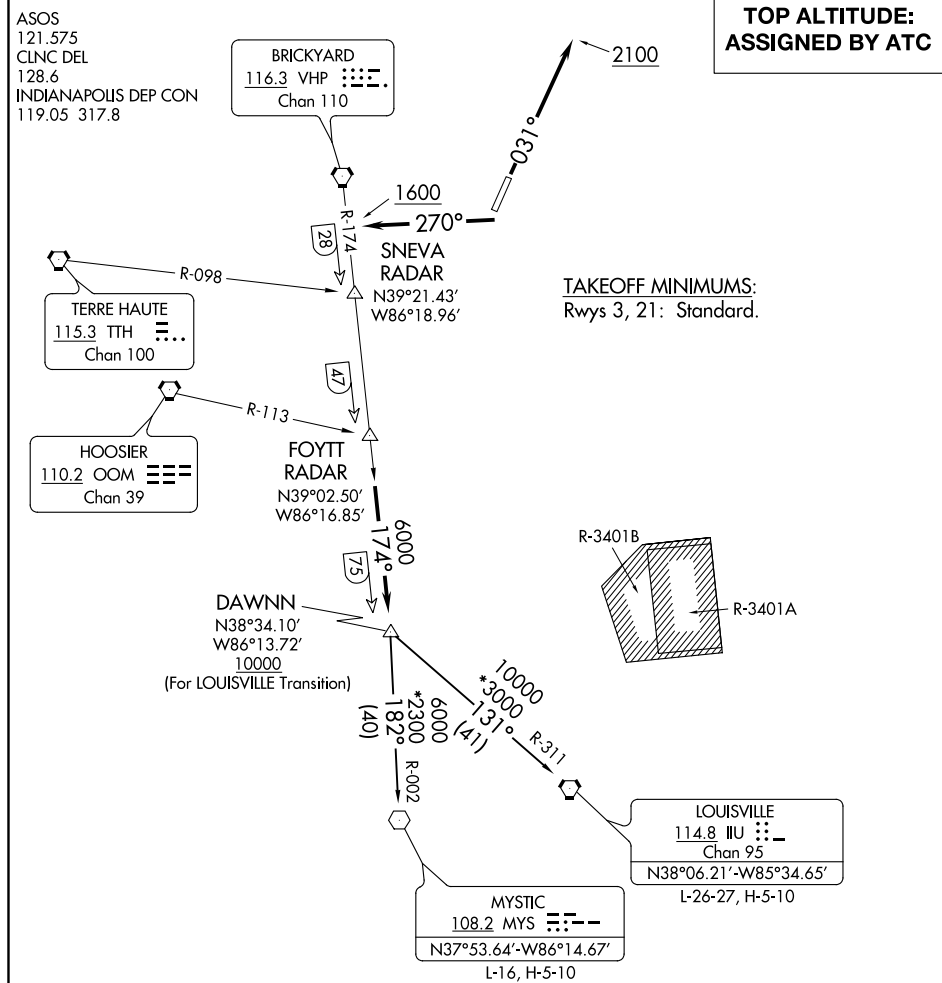 ASOS
121.575
CLNC DEL
128.6
INDIANAPOLIS DEP CON
119.05 317.8
TOP ALTITUDE:
ASSIGNED BY ATC
BRICKYARD
116.3 VHP
Chan 110
2100
031°
1600
270°
R-174
28
SNEVA
RADAR
N39°21.43'
W86°18.96'
R-098
TERRE HAUTE
115.3 TTH
Chan 100
TAKEOFF MINIMUMS:
Rwys 3, 21: Standard.
47
R-113
HOOSIER
110.2 OOM
Chan 39
FOYTT
RADAR
N39°02.50'
W86°16.85'
6000
174°
75
R-3401B
R-3401A
DAWNN
N38°34.10'
W86°13.72'
10000
(For LOUISVILLE Transition)
6000
*2300
182°
(40)
R-002
10000
*3000
131°
(41)
R-311
LOUISVILLE
114.8 IIU
Chan 95
N38°06.21'-W85°34.65'
L-26-27, H-5-10
MYSTIC
108.2 MYS
N37°53.64'-W86°14.67'
L-16, H-5-10